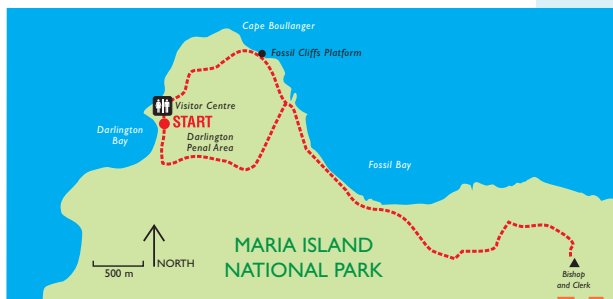 Cape Boullanger
Fossil Cliffs Platform
Visitor Centre
START
Darlington
Bay
Darlington
Penal Area
Fossil Bay
NORTH
500 m
MARIA ISLAND
NATIONAL PARK
Bishop
and Clerk